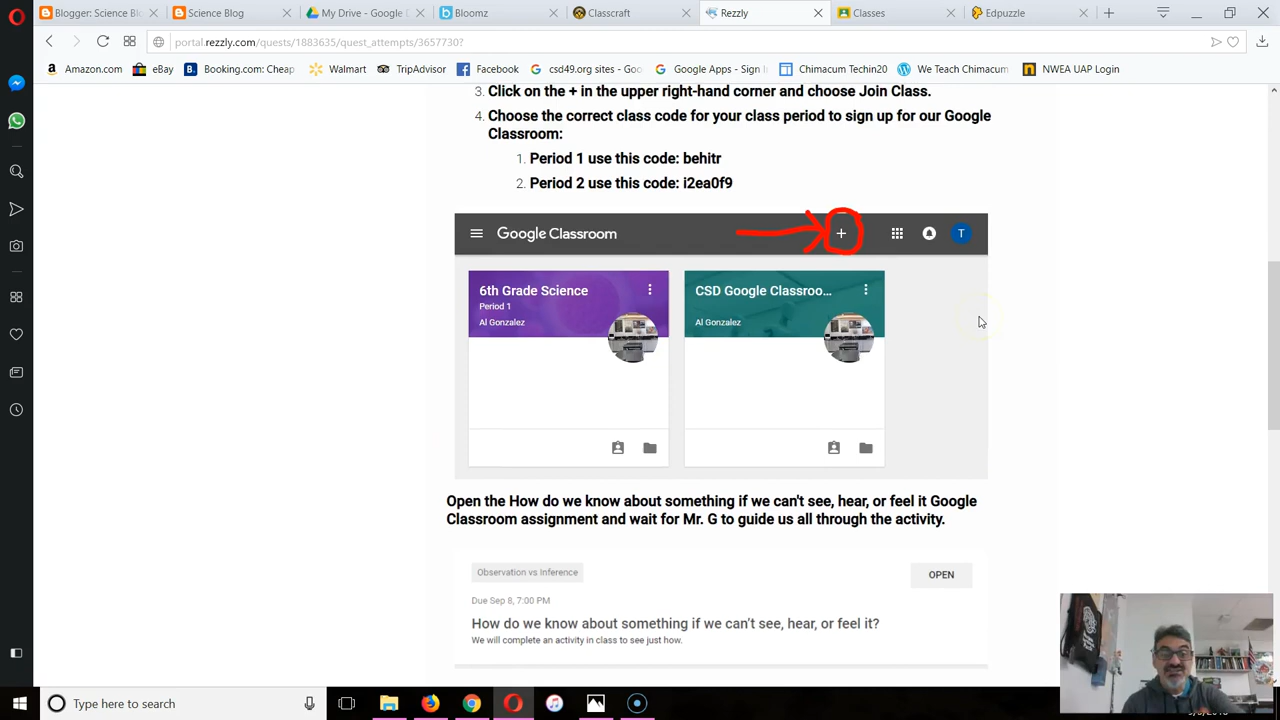 Blogger: Science Bl
Science Blog
My Drive - Google D
Bloomz
Classcraft
Rezzly
Classes
Edpuzzle
portal.rezzly.com/quests/1883635/quest_attempts/3657730?
Amazon.com
eBay
Booking.com: Cheap
Walmart
TripAdvisor
Facebook
csd49.org sites - Goo
Google Apps - Sign I
Chimacum Techin20
We Teach Chimacum
NWEA UAP Login
3. Click on the + in the upper right-hand corner and choose Join Class.
4. Choose the correct class code for your class period to sign up for our Google
Classroom:
1. Period 1 use this code: behitr
2. Period 2 use this code: i2ea0f9
Google Classroom
T
6th Grade Science
Period 1
Al Gonzalez
CSD Google Classroo...
Al Gonzalez
Open the How do we know about something if we can't see, hear, or feel it Google
Classroom assignment and wait for Mr. G to guide us all through the activity.
Observation vs Inference
OPEN
Due Sep 8, 7:00 PM
How do we know about something if we can't see, hear, or feel it?
We will complete an activity in class to see just how.
Type here to search